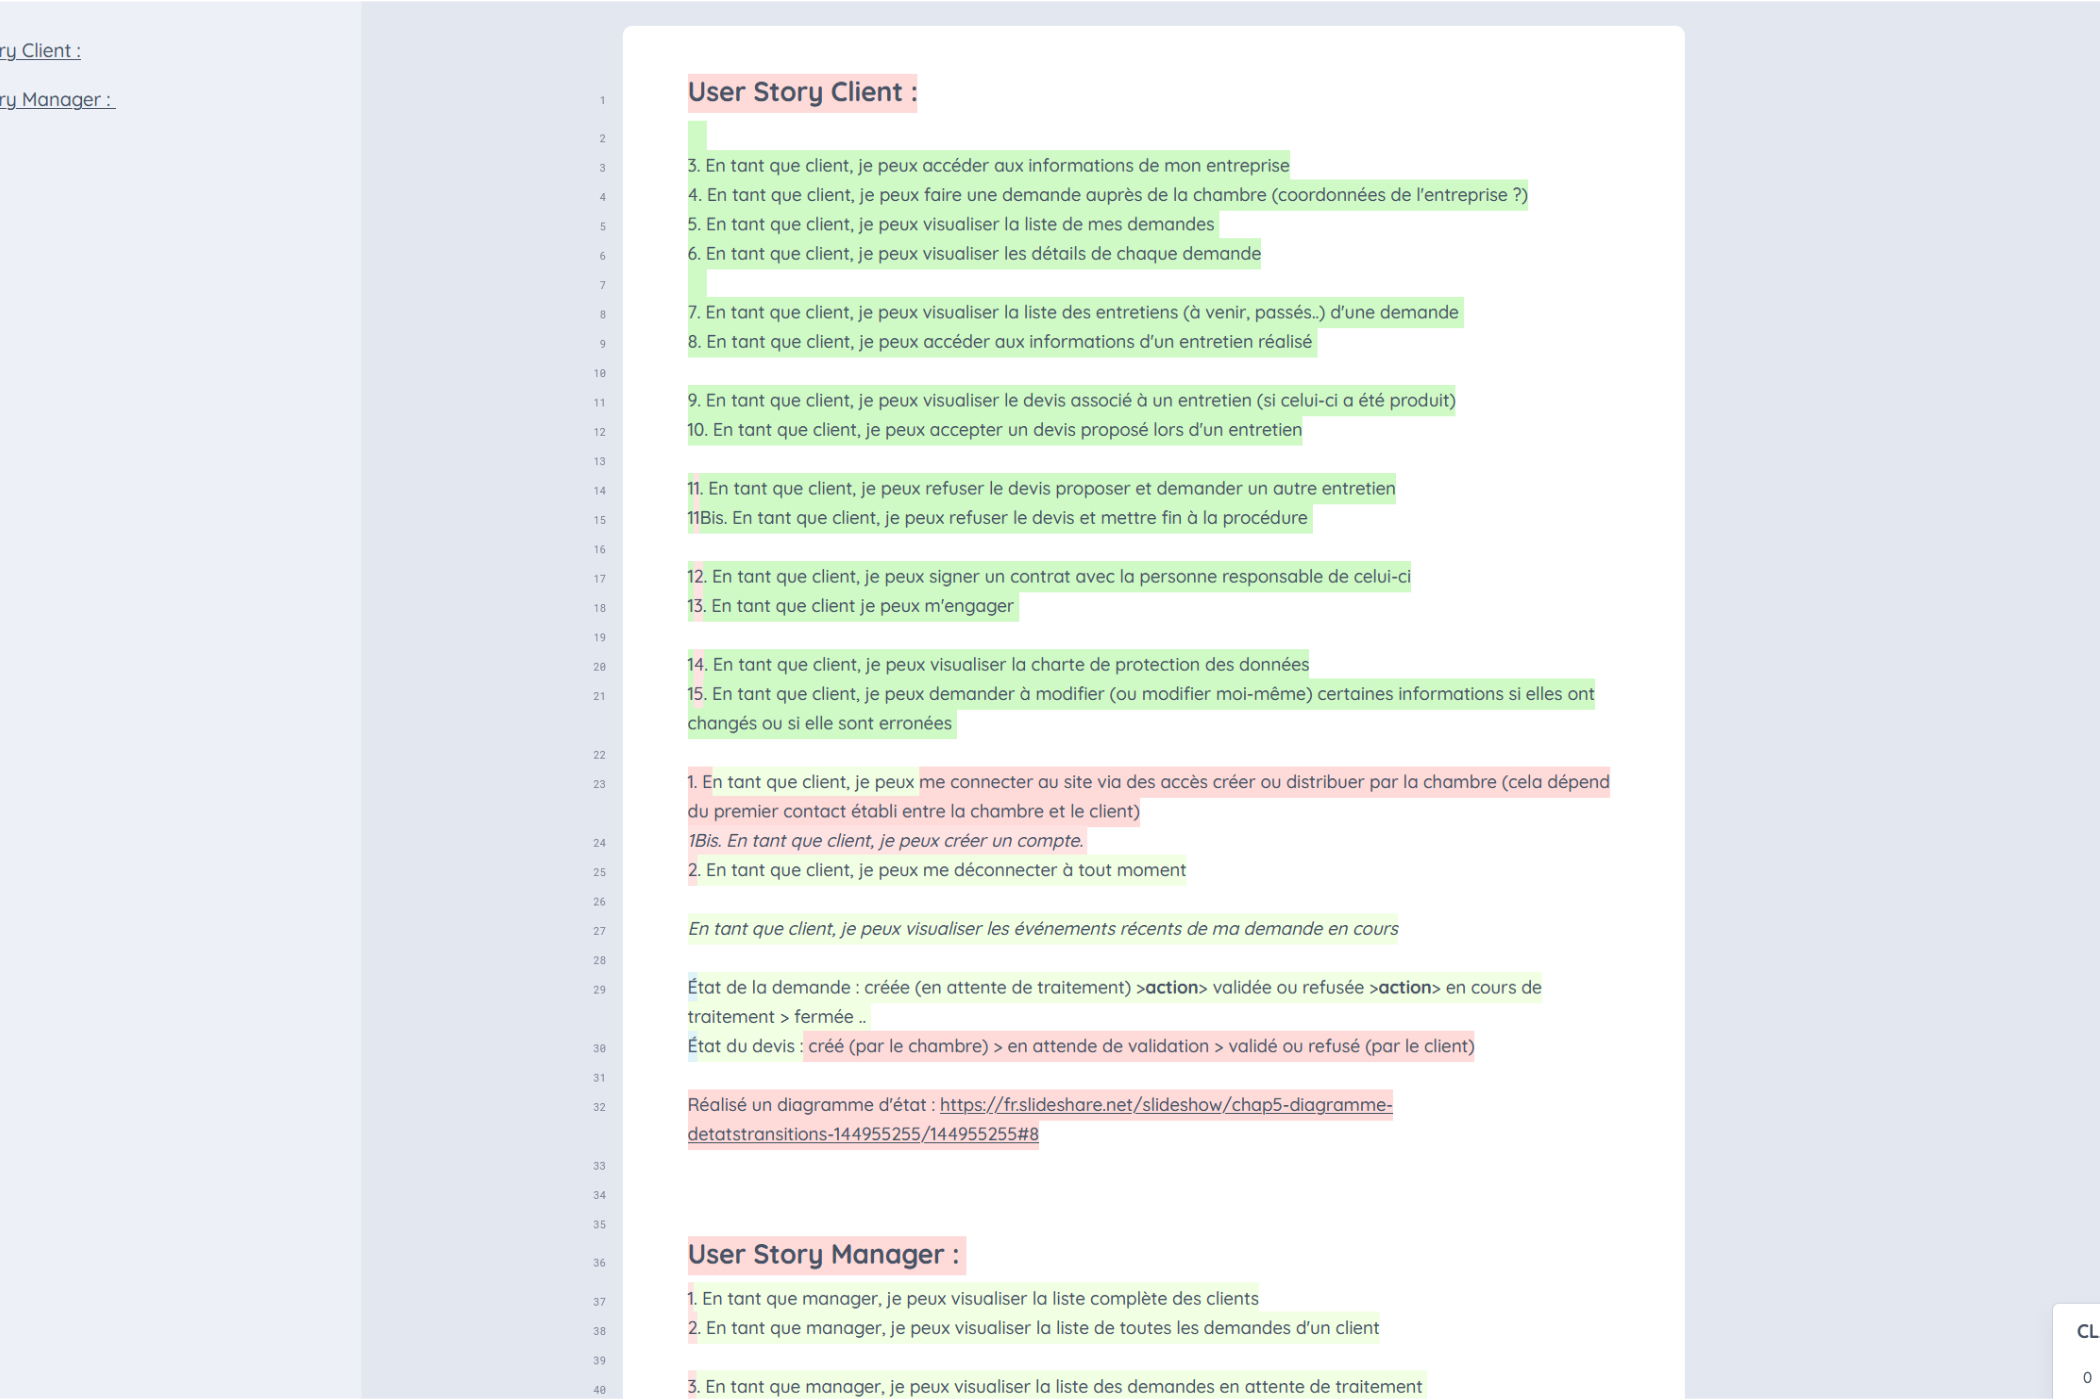 ry Client :
ry Manager :
1 User Story Client :
2
3 3. En tant que client, je peux accéder aux informations de mon entreprise
4 4. En tant que client, je peux faire une demande auprès de la chambre (coordonnées de l'entreprise ?)
5 5. En tant que client, je peux visualiser la liste de mes demandes
6 6. En tant que client, je peux visualiser les détails de chaque demande
7
8 7. En tant que client, je peux visualiser la liste des entretiens (à venir, passés..) d'une demande
9 8. En tant que client, je peux accéder aux informations d'un entretien réalisé
10
11 9. En tant que client, je peux visualiser le devis associé à un entretien (si celui-ci a été produit)
12 10. En tant que client, je peux accepter un devis proposé lors d'un entretien
13
14 11. En tant que client, je peux refuser le devis proposer et demander un autre entretien
15 11Bis. En tant que client, je peux refuser le devis et mettre fin à la procédure
16
17 12. En tant que client, je peux signer un contrat avec la personne responsable de celui-ci
18 13. En tant que client je peux m'engager
19
20 14. En tant que client, je peux visualiser la charte de protection des données
21 15. En tant que client, je peux demander à modifier (ou modifier moi-même) certaines informations si elles ont
changés ou si elle sont erronées
22
23 1. En tant que client, je peux me connecter au site via des accès créer ou distribuer par la chambre (cela dépend
du premier contact établi entre la chambre et le client)
24 1Bis. En tant que client, je peux créer un compte.
25 2. En tant que client, je peux me déconnecter à tout moment
26
27 En tant que client, je peux visualiser les événements récents de ma demande en cours
28
29 État de la demande : créée (en attente de traitement) >action> validée ou refusée >action> en cours de
traitement > fermée ..
30 État du devis : créé (par le chambre) > en attende de validation > validé ou refusé (par le client)
31
32 Réalisé un diagramme d'état : https://fr.slideshare.net/slideshow/chap5-diagramme-
detatstransitions-144955255/144955255#8
33
34
35
36 User Story Manager :
37 1. En tant que manager, je peux visualiser la liste complète des clients
38 2. En tant que manager, je peux visualiser la liste de toutes les demandes d'un client
39
40 3. En tant que manager, je peux visualiser la liste des demandes en attente de traitement
CL
0